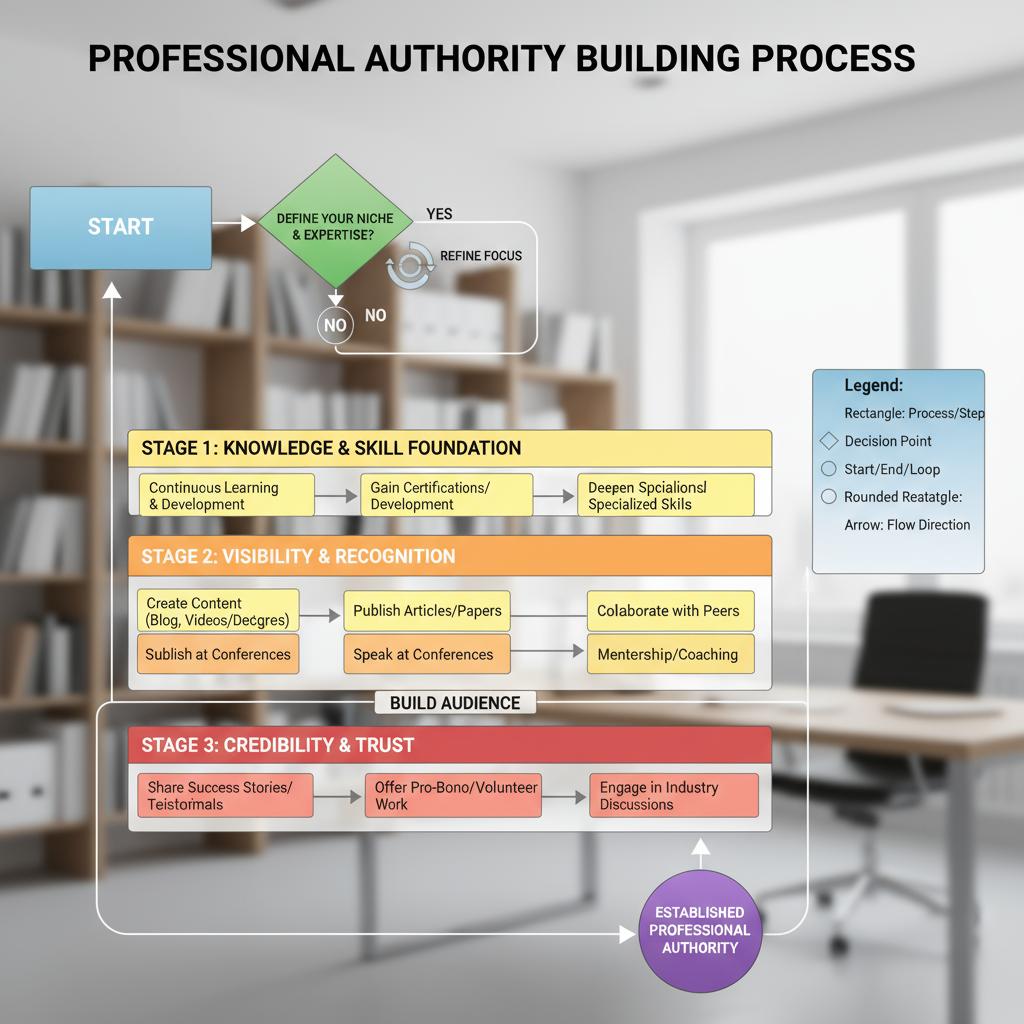 PROFESSIONAL AUTHORITY BUILDING PROCESS
START
DEFINE YOUR NICHE
& EXPERTISE?
YES
REFINE FOCUS
NO
NO
Legend:
Rectangle: Process/Step
Decision Point
Start/End/Loop
Rounded Reatatgle:
Arrow: Flow Direction
STAGE 1: KNOWLEDGE & SKILL FOUNDATION
Continuous Learning
& Development
Gain Certifications/
Development
Deepen Spcialions/
Specialized Skils
STAGE 2: VISIBILITY & RECOGNITION
Create Content
(Blog, Videos/Decgres)
Publish Articles/Papers
Colaborate with Peers
Sublish at Conferences
Speak at Conferences
Mentership/Coaching
BUILD AUDIENCE
STAGE 3: CREDIBILITY & TRUST
Share Success Stories/
Teistorimals
Offer Pro-Bono/Volunteer
Work
Engage in Industry
Discussions
ESTABLISHED
PROFESSIONAL
AUTHORITY